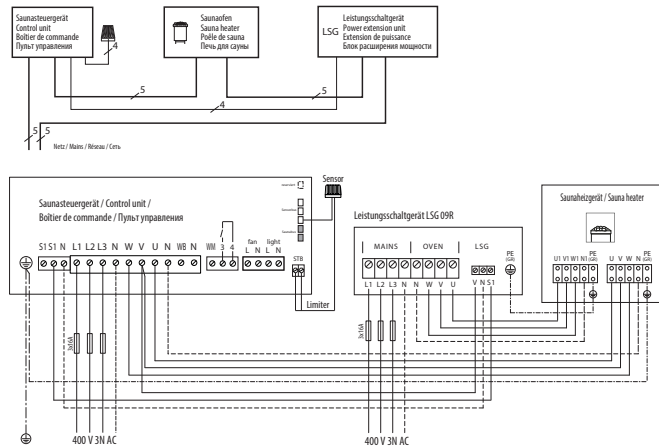 Saunasteuergerät
Control unit
Boîtier de commande
Пульт управления
4
Saunaofen
Sauna heater
Poêle de sauna
Печь для сауны
LSG
Leistungsschaltgerät
Power extension unit
Extension de puissance
Блок расширения мощности
5
5
4
5
5
Netz / Mains / Réseau / Сеть
Saunasteuergerät / Control unit /
Boîtier de commande / Пульт управления
Sensor
S1 S1 N L1 L2 L3 N W V U N WB N
WM 3 4
fan light
L N L N
STB
Limiter
3x16A
400 V 3N AC
Leistungsschaltgerät LSG 09R
MAINS OVEN LSG
PE
(GR)
L1 L2 L3 N N W V U V N S1
3x16A
400 V 3N AC
Saunaheizgerät / Sauna heater
U1 V1 W1 N1 PE
(GR)
U V W N PE
(GR)